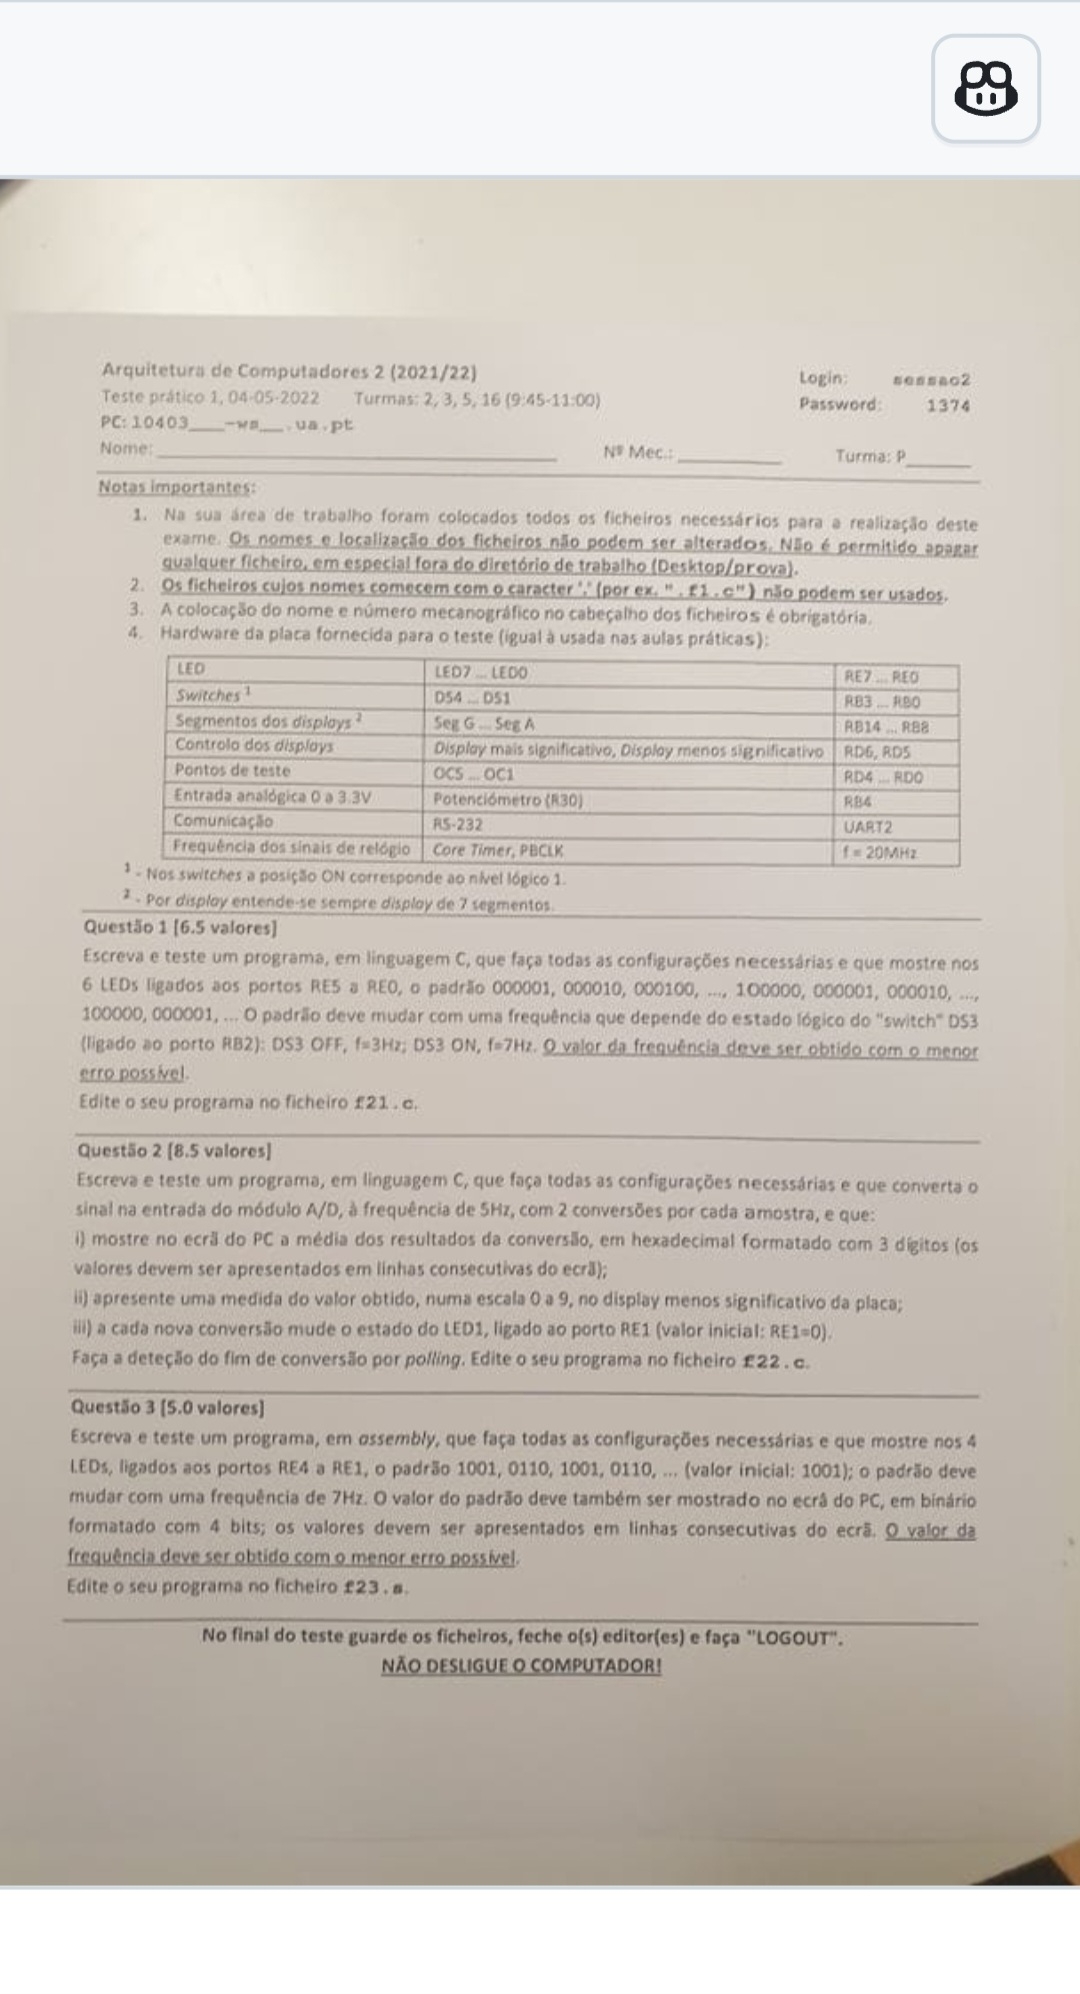 Arquitetura de Computadores 2 (2021/22)
Login: sessao2
Teste prático 1, 04-05-2022 Turmas: 2, 3, 5, 16 (9:45-11:00)
Password: 1374
PC: 10403____-ws___.ua.pt
Nome: ____________ Nº Mec.: ________ Turma: P______
Notas importantes:
1. Na sua área de trabalho foram colocados todos os ficheiros necessários para a realização deste
exame. Os nomes e localização dos ficheiros não podem ser alterados. Não é permitido apagar
qualquer ficheiro, em especial fora do diretório de trabalho (Desktop/prova).
2. Os ficheiros cujos nomes comecem com o caracter '.' (por ex. ".f1.c") não podem ser usados.
3. A colocação do nome e número mecanográfico no cabeçalho dos ficheiros é obrigatória.
4. Hardware da placa fornecida para o teste (igual à usada nas aulas práticas):
LED LED7 ... LED0 RE7 ... RE0
Switches 1 DS4 ... DS1 RB3 ... RB0
Segmentos dos displays 2 Seg G ... Seg A RB14 ... RB8
Controlo dos displays Display mais significativo, Display menos significativo RD6, RD5
Pontos de teste OC5 ... OC1 RD4 ... RD0
Entrada analógica 0 a 3.3V Potenciómetro (R30) RB4
Comunicação RS-232 UART2
Frequência dos sinais de relógio Core Timer, PBCLK f = 20MHz
1 - Nos switches a posição ON corresponde ao nível lógico 1.
2 - Por display entende-se sempre display de 7 segmentos.
Questão 1 [6.5 valores]
Escreva e teste um programa, em linguagem C, que faça todas as configurações necessárias e que mostre nos
6 LEDs ligados aos portos RE5 a RE0, o padrão 000001, 000010, 000100, ..., 100000, 000001, 000010, ...,
100000, 000001, ... O padrão deve mudar com uma frequência que depende do estado lógico do "switch" DS3
(ligado ao porto RB2): DS3 OFF, f=3Hz; DS3 ON, f=7Hz. O valor da frequência deve ser obtido com o menor
erro possível.
Edite o seu programa no ficheiro f21.c.
Questão 2 [8.5 valores]
Escreva e teste um programa, em linguagem C, que faça todas as configurações necessárias e que converta o
sinal na entrada do módulo A/D, à frequência de 5Hz, com 2 conversões por cada amostra, e que:
i) mostre no ecrã do PC a média dos resultados da conversão, em hexadecimal formatado com 3 dígitos (os
valores devem ser apresentados em linhas consecutivas do ecrã);
ii) apresente uma medida do valor obtido, numa escala 0 a 9, no display menos significativo da placa;
iii) a cada nova conversão mude o estado do LED1, ligado ao porto RE1 (valor inicial: RE1=0).
Faça a deteção do fim de conversão por polling. Edite o seu programa no ficheiro f22.c.
Questão 3 [5.0 valores]
Escreva e teste um programa, em assembly, que faça todas as configurações necessárias e que mostre nos 4
LEDs, ligados aos portos RE4 a RE1, o padrão 1001, 0110, 1001, 0110, ... (valor inicial: 1001); o padrão deve
mudar com uma frequência de 7Hz. O valor do padrão deve também ser mostrado no ecrã do PC, em binário
formatado com 4 bits; os valores devem ser apresentados em linhas consecutivas do ecrã. O valor da
frequência deve ser obtido com o menor erro possível.
Edite o seu programa no ficheiro f23.s.
No final do teste guarde os ficheiros, feche o(s) editor(es) e faça "LOGOUT".
NÃO DESLIGUE O COMPUTADOR!